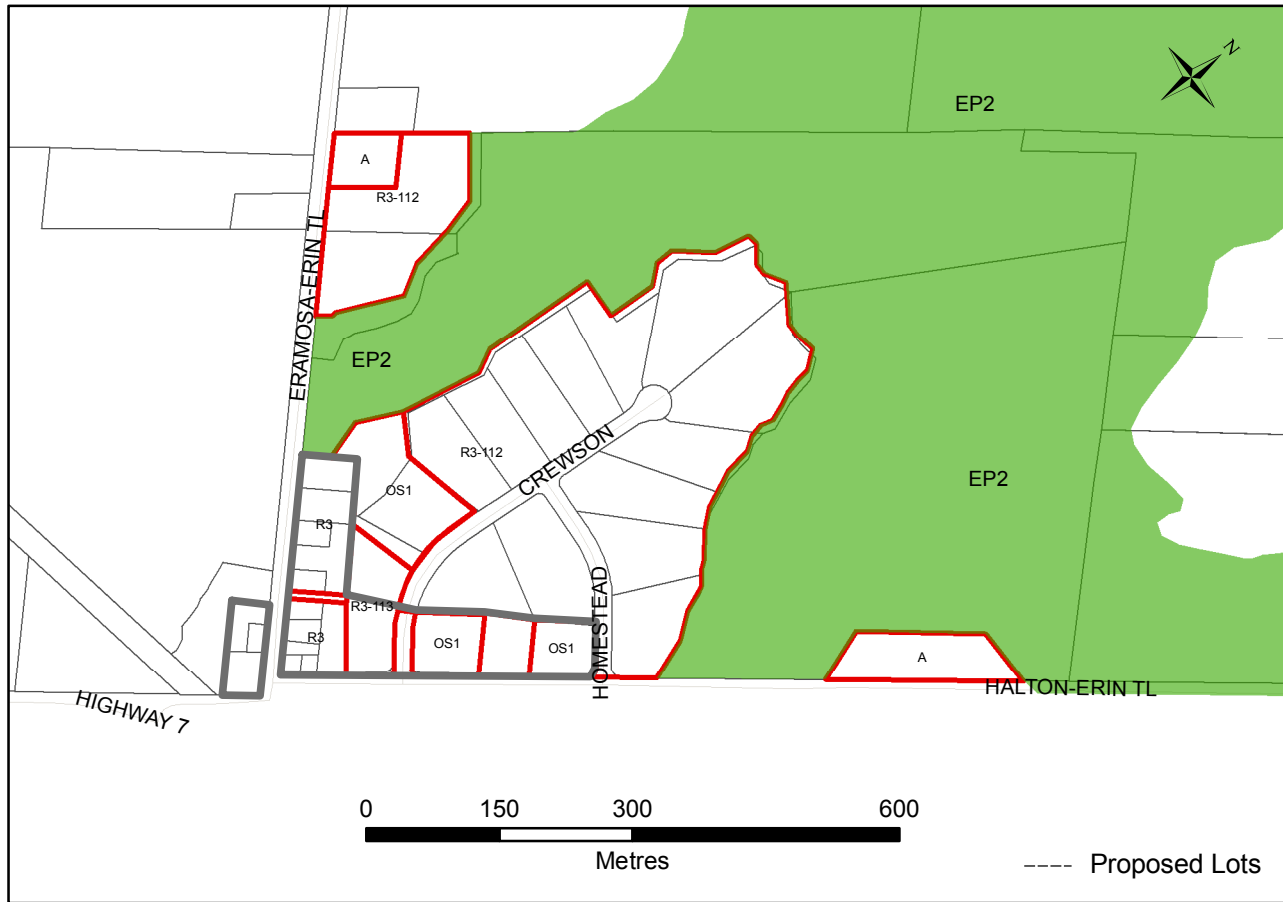 N
EP2
A
R3-112
ERAMOSA-ERIN TL
EP2
R3-112
CREWSON
OS1
EP2
R3
R3-113
R3
OS1
OS1
HOMESTEAD
A
HALTON-ERIN TL
HIGHWAY 7
0 150 300 600
Metres
Proposed Lots